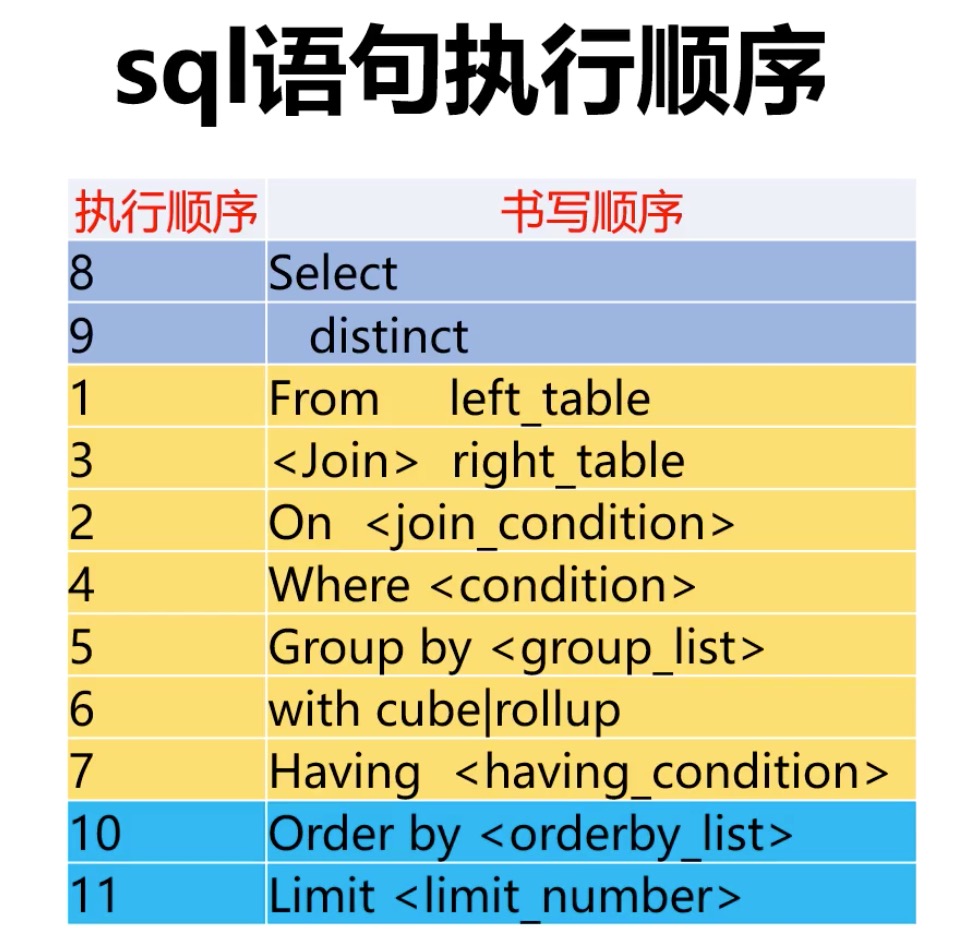 sql语句执行顺序
执行顺序 书写顺序
8 Select
9 distinct
1 From left_table
3 <Join> right_table
2 On <join_condition>
4 Where <condition>
5 Group by <group_list>
6 with cube|rollup
7 Having <having_condition>
10 Order by <orderby_list>
11 Limit <limit_number>